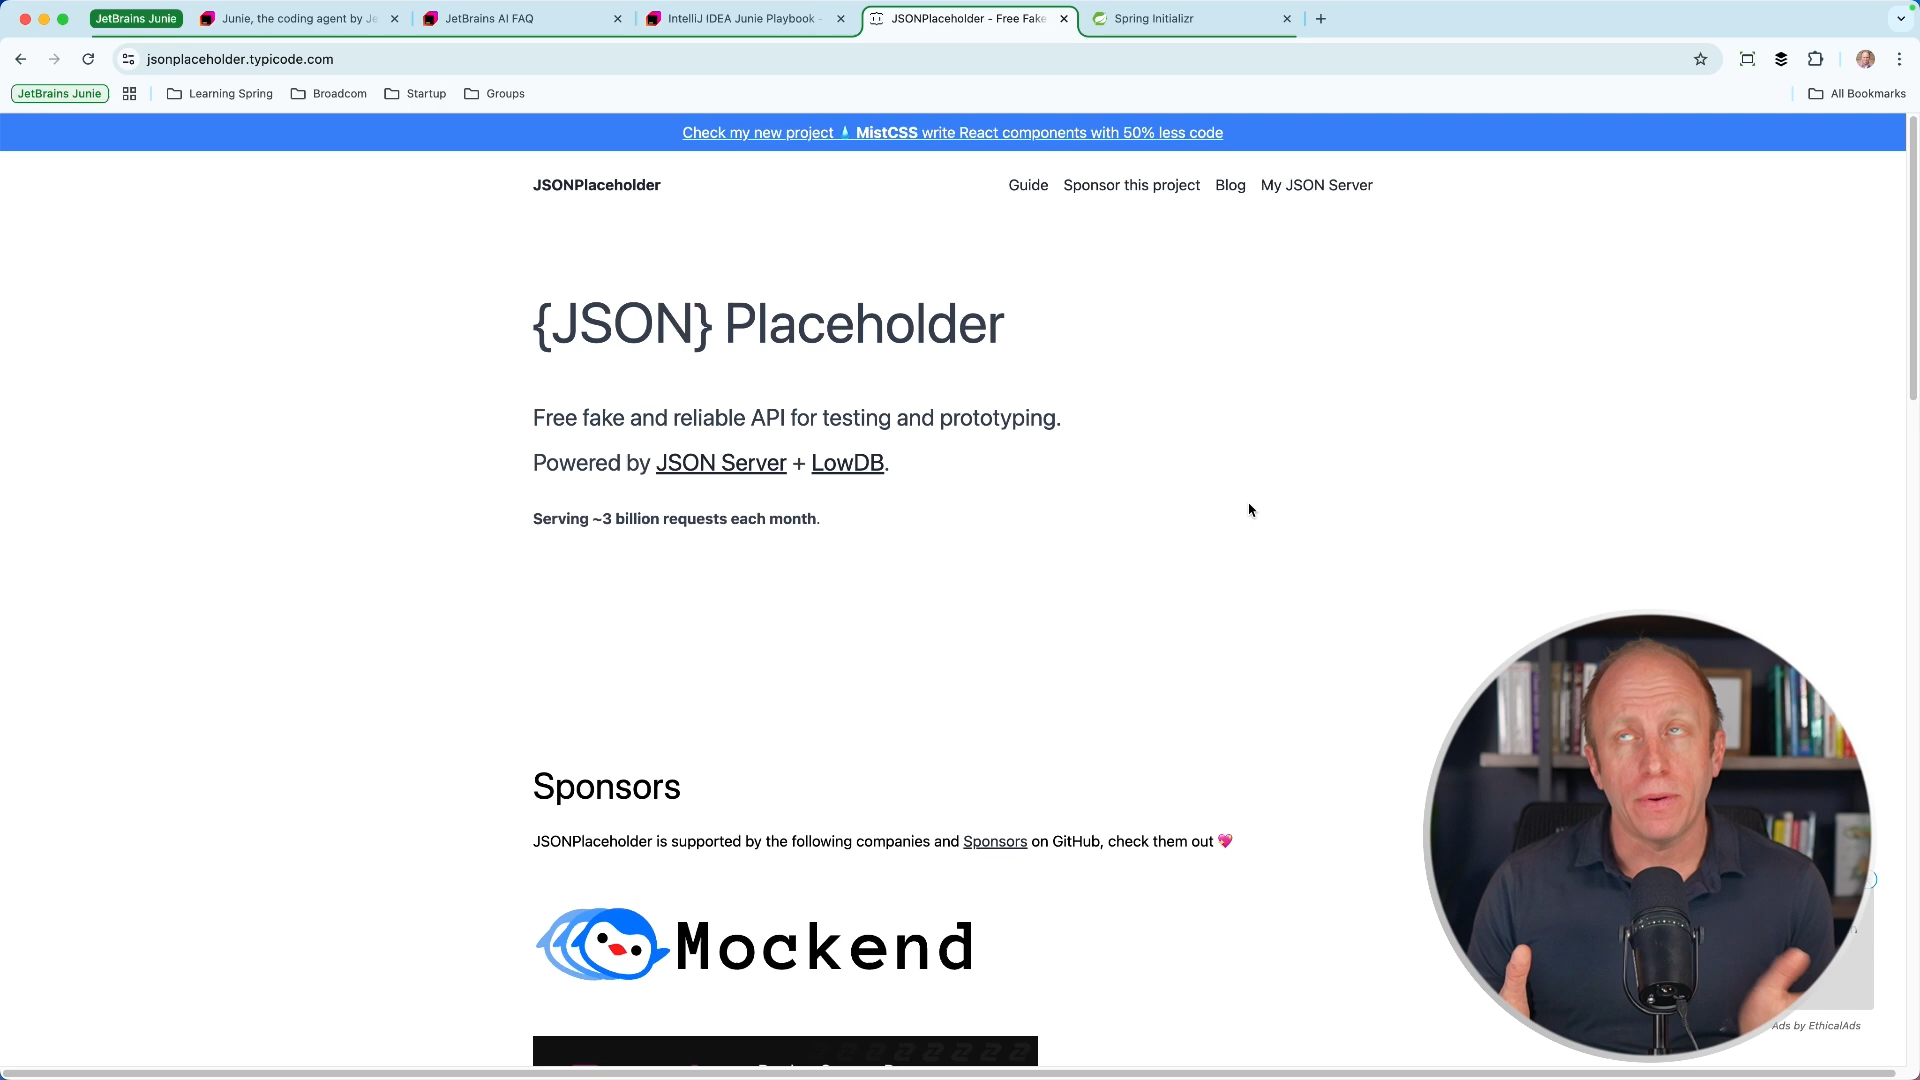 JetBrains Junie
Junie, the coding agent by Je
JetBrains AI FAQ
IntelliJ IDEA Junie Playbook -
JSONPlaceholder - Free Fake
Spring Initializr
jsonplaceholder.typicode.com
JetBrains Junie
Learning Spring
Broadcom
Startup
Groups
All Bookmarks
Check my new project 💧 MistCSS write React components with 50% less code
JSONPlaceholder
Guide
Sponsor this project
Blog
My JSON Server
{JSON} Placeholder
Free fake and reliable API for testing and prototyping.
Powered by JSON Server + LowDB.
Serving ~3 billion requests each month.
Sponsors
JSONPlaceholder is supported by the following companies and Sponsors on GitHub, check them out 💖
Mockend
Ads by EthicalAds